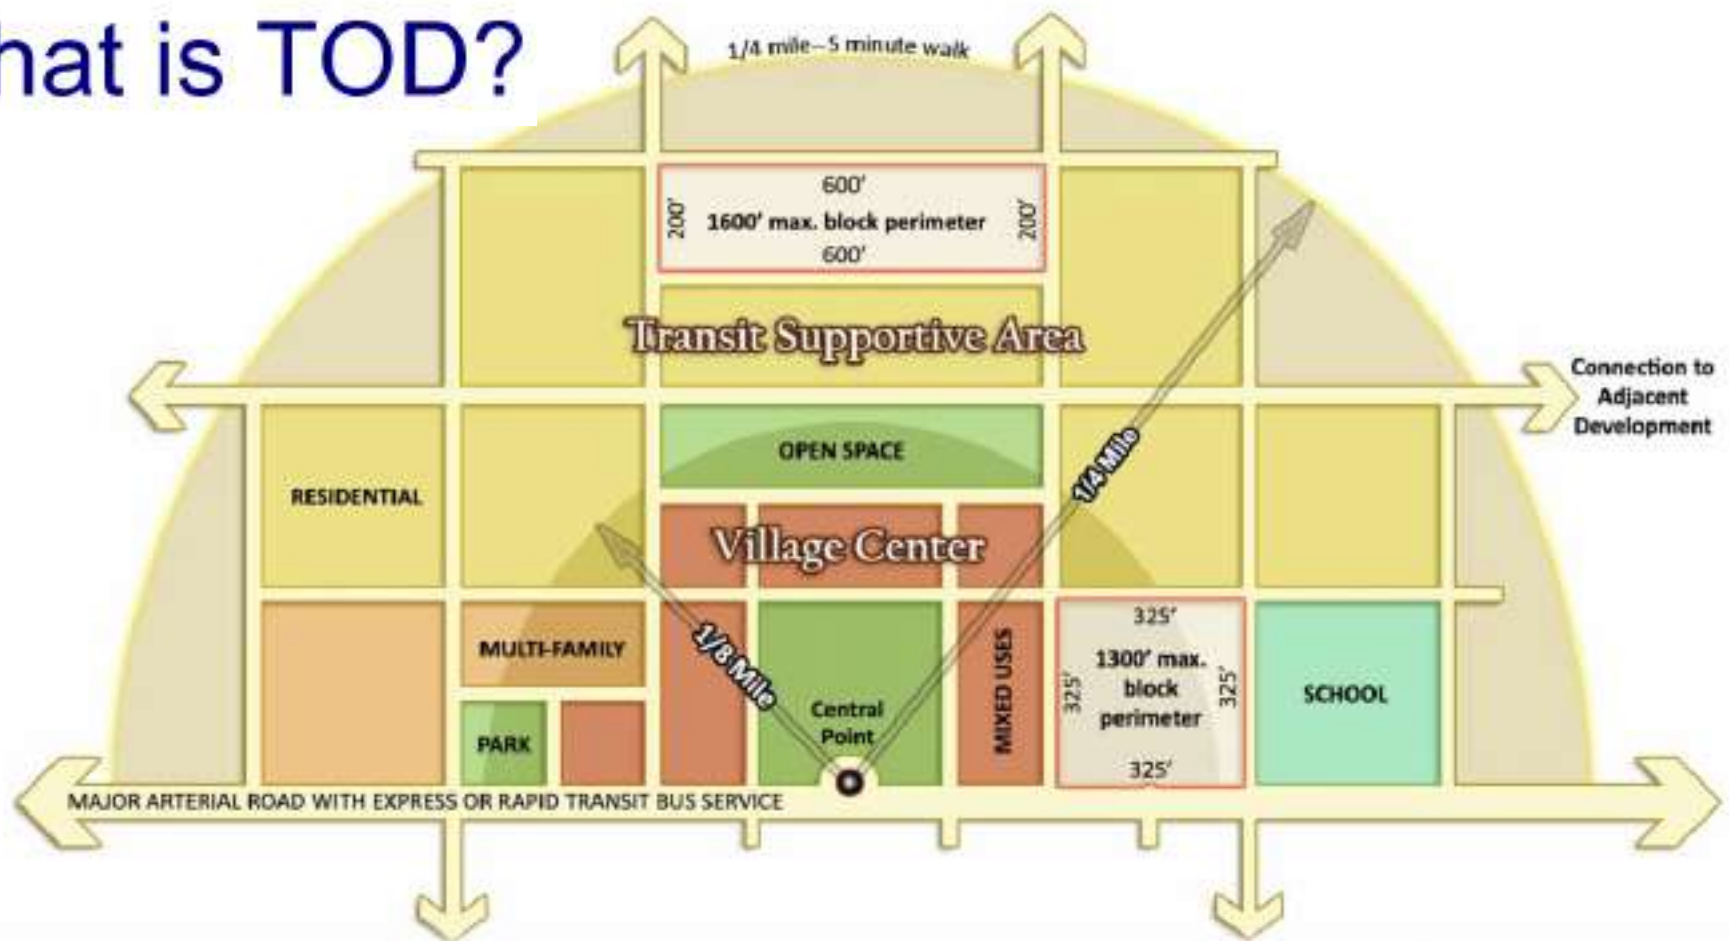 hat is TOD?
1/4 mile–5 minute walk
600'
200'
1600' max. block perimeter
200'
600'
Transit Supportive Area
Connection to
Adjacent
Development
OPEN SPACE
1/4 Mile
RESIDENTIAL
Village Center
325'
MULTI-FAMILY
1/8 Mile
MIXED USES
325'
1300' max.
block
perimeter
325'
SCHOOL
Central
Point
PARK
325'
MAJOR ARTERIAL ROAD WITH EXPRESS OR RAPID TRANSIT BUS SERVICE